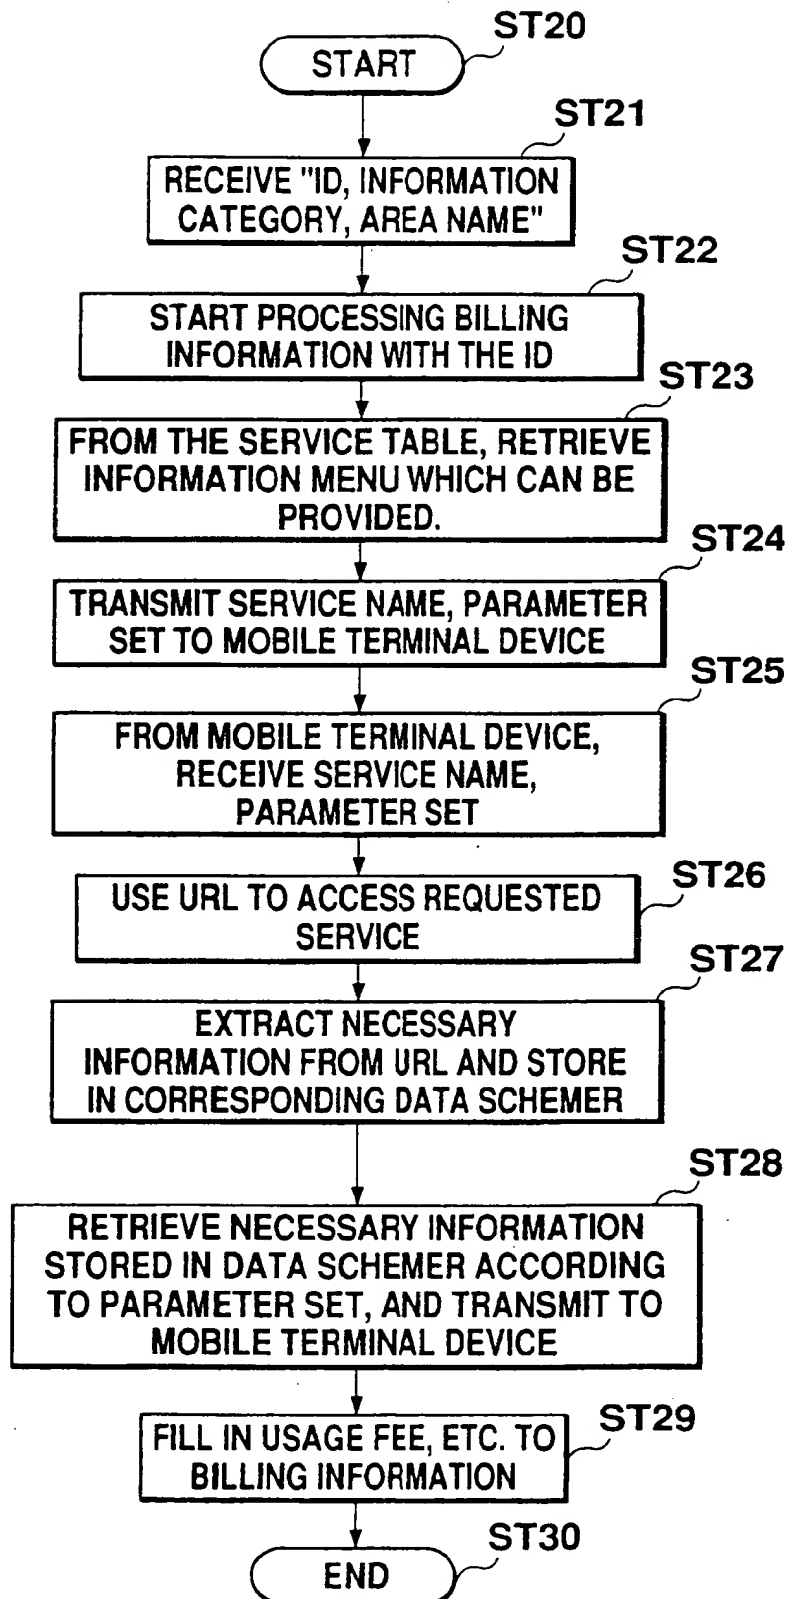 ST20
START
ST21
RECEIVE "ID, INFORMATION
CATEGORY, AREA NAME"
ST22
START PROCESSING BILLING
INFORMATION WITH THE ID
ST23
FROM THE SERVICE TABLE, RETRIEVE
INFORMATION MENU WHICH CAN BE
PROVIDED.
ST24
TRANSMIT SERVICE NAME, PARAMETER
SET TO MOBILE TERMINAL DEVICE
ST25
FROM MOBILE TERMINAL DEVICE,
RECEIVE SERVICE NAME,
PARAMETER SET
ST26
USE URL TO ACCESS REQUESTED
SERVICE
ST27
EXTRACT NECESSARY
INFORMATION FROM URL AND STORE
IN CORRESPONDING DATA SCHEMER
ST28
RETRIEVE NECESSARY INFORMATION
STORED IN DATA SCHEMER ACCORDING
TO PARAMETER SET, AND TRANSMIT TO
MOBILE TERMINAL DEVICE
ST29
FILL IN USAGE FEE, ETC. TO
BILLING INFORMATION
ST30
END